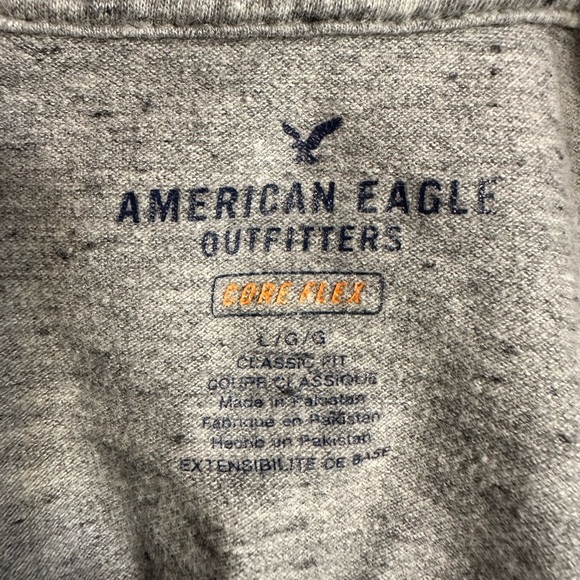 AMERICAN EAGLE
OUTFITTERS
CORE FLEX
L/G/G
CLASSIC FIT
COUPE CLASSIQUE
Made in Pakistan
Fabriqué en Pakistan
Hecho un Pakistan
EXTENSIBILITE DE BASE